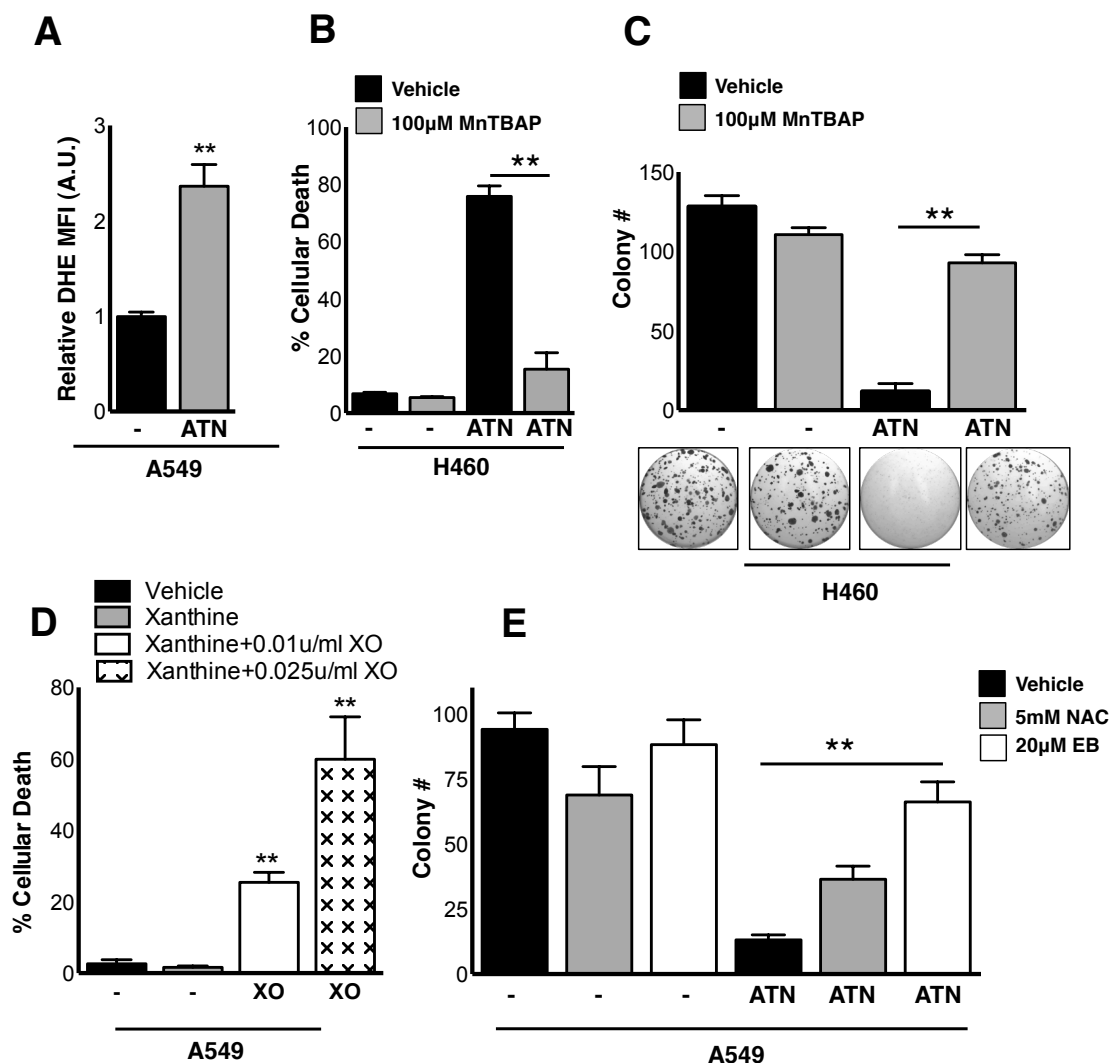 A
Relative DHE MFI (A.U.)
3
2
1
0
**
-
ATN
A549
B
Vehicle
100µM MnTBAP
% Cellular Death
100
80
60
40
20
0
**
-
-
ATN
ATN
H460
C
Vehicle
100µM MnTBAP
Colony #
150
100
50
0
**
-
-
ATN
ATN
H460
D
Vehicle
Xanthine
Xanthine+0.01u/ml XO
Xanthine+0.025u/ml XO
% Cellular Death
80
60
40
20
0
**
**
-
-
XO
XO
A549
E
Vehicle
5mM NAC
20µM EB
Colony #
100
75
50
25
0
**
-
-
-
ATN
ATN
ATN
A549